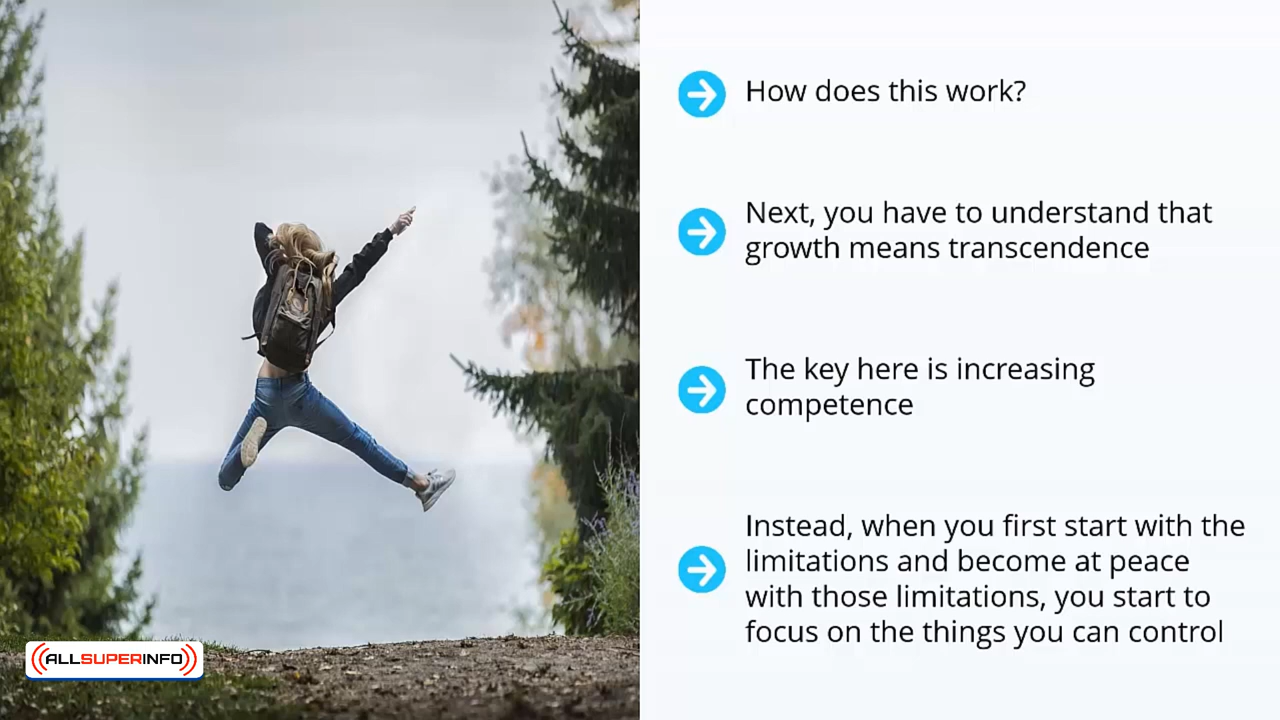 How does this work?
Next, you have to understand that
growth means transcendence
The key here is increasing
competence
Instead, when you first start with the
limitations and become at peace
with those limitations, you start to
focus on the things you can control
ALLSUPERINFO